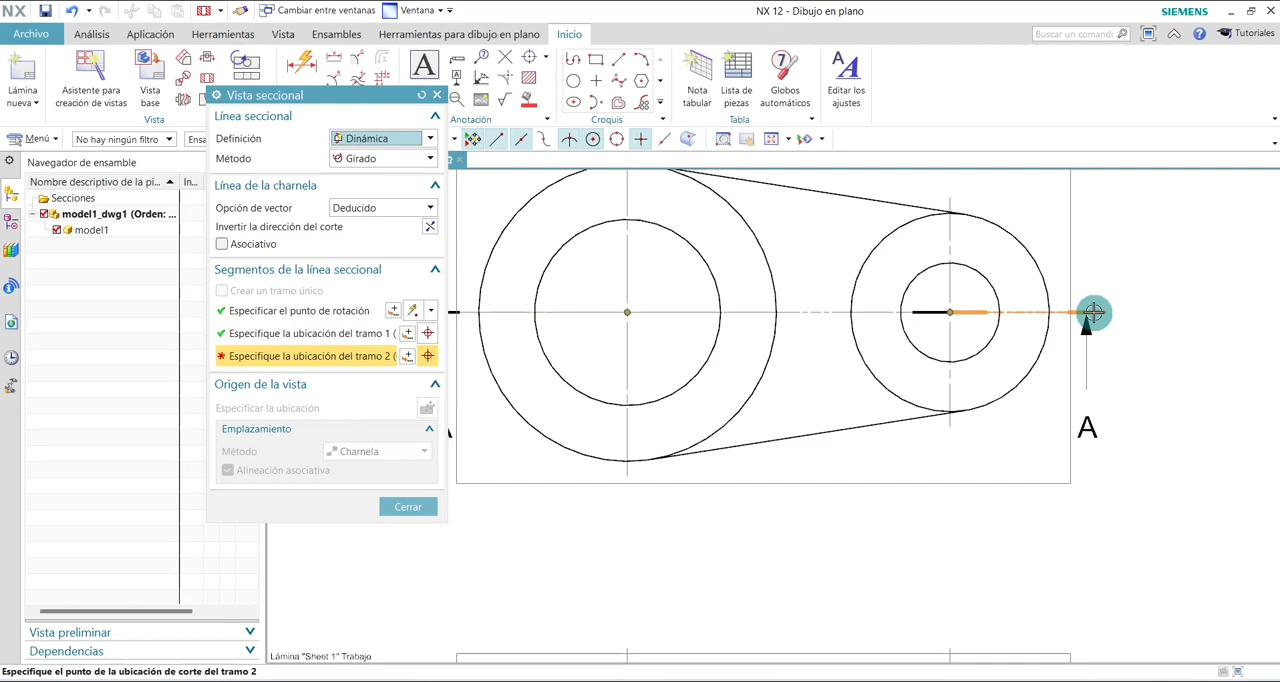 NX
Cambiar entre ventanas
Ventana
NX 12 - Dibujo en plano
SIEMENS
Archivo
Análisis
Aplicación
Herramientas
Vista
Ensambles
Herramientas para dibujo en plano
Inicio
Buscar un comando
Tutoriales
Lámina nueva
Asistente para creación de vistas
Vista base
A
Nota tabular
Lista de piezas
7
Globos automáticos
A
A
Editar los ajustes
Vista
Anotación
Croquis
Tabla
Menú
No hay ningún filtro
Ensa
Navegador de ensamble
Nombre descriptivo de la pi...
In...
Secciones
model1_dwg1 (Orden: ...
model1
Vista seccional
Línea seccional
Definición
Dinámica
Método
Girado
Línea de la charnela
Opción de vector
Deducido
Invertir la dirección del corte
Asociativo
Segmentos de la línea seccional
Crear un tramo único
Especificar el punto de rotación
Especifique la ubicación del tramo 1 (
Especifique la ubicación del tramo 2 (
Origen de la vista
Especificar la ubicación
Emplazamiento
Método
Charnela
Alineación asociativa
Cerrar
A
Vista preliminar
Dependencias
Lámina "Sheet 1" Trabajo
Especifique el punto de la ubicación de corte del tramo 2